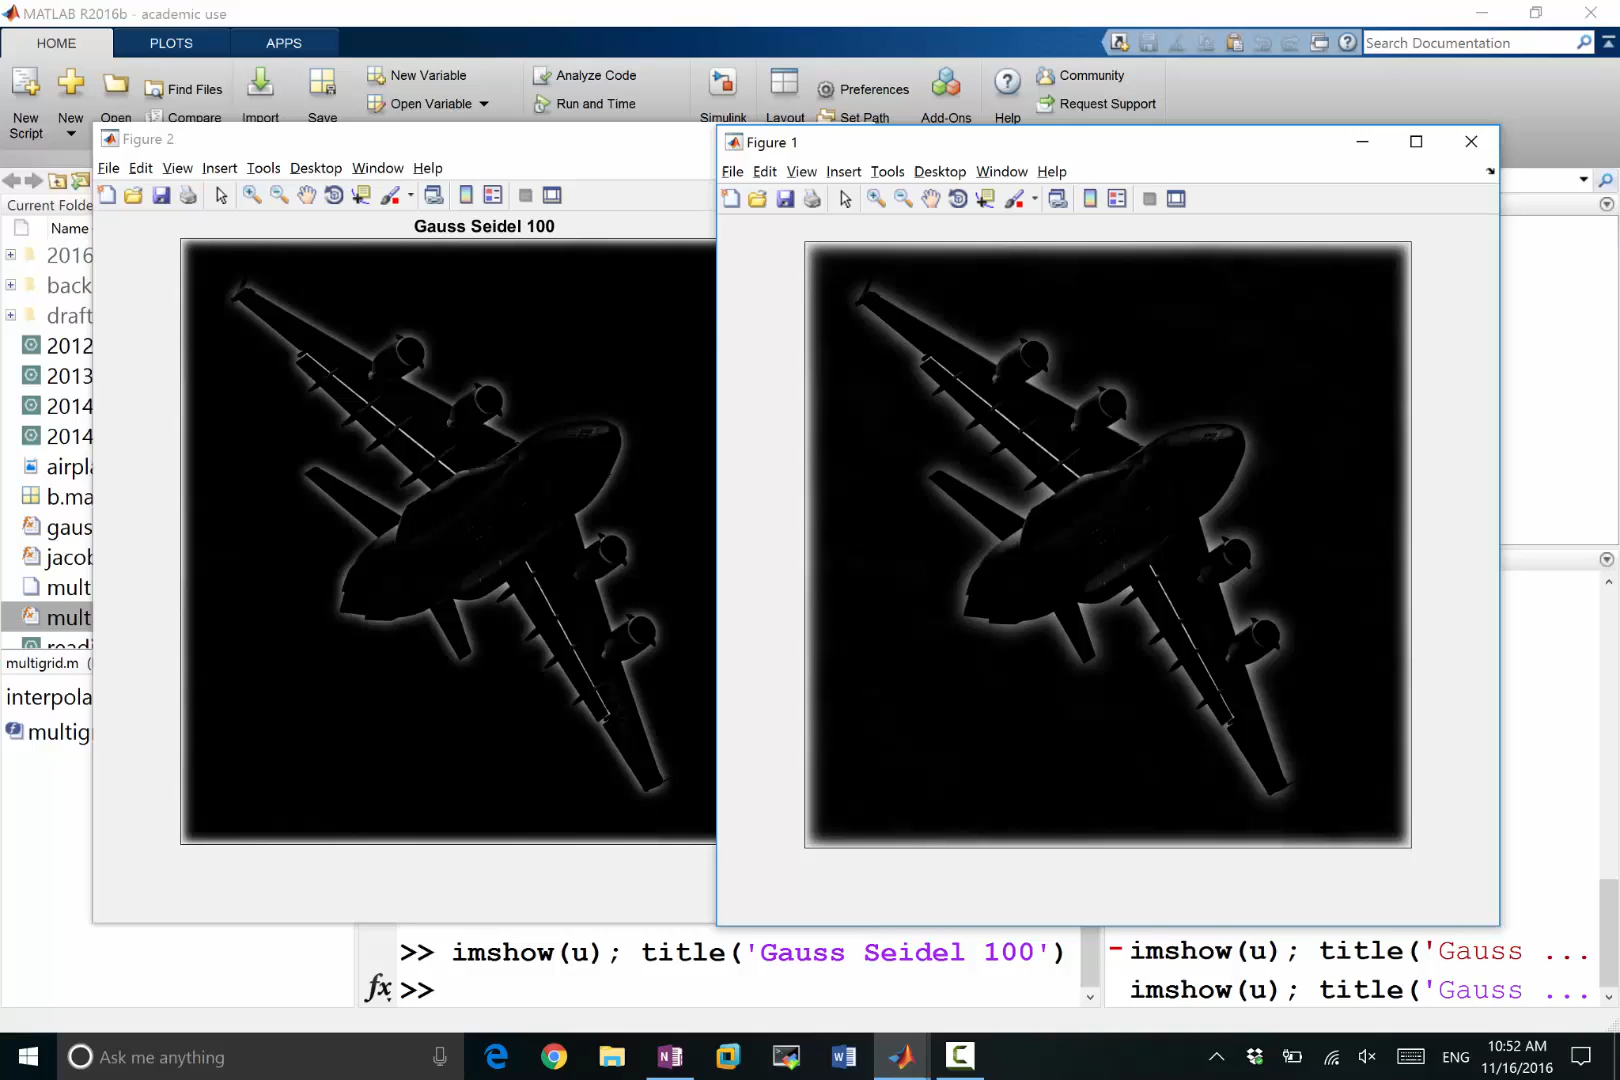 MATLAB R2016b - academic use
HOME PLOTS APPS
Search Documentation
New Script
New
Open
Find Files
Compare
Import
Save
New Variable
Open Variable
Analyze Code
Run and Time
Simulink
Layout
Preferences
Set Path
Add-Ons
Help
Community
Request Support
Figure 2
File Edit View Insert Tools Desktop Window Help
Gauss Seidel 100
Figure 1
File Edit View Insert Tools Desktop Window Help
Current Folde
Name
2016
back
draft
2012
2013
2014
2014
airpla
b.ma
gaus
jacob
mult
mult
readi
multigrid.m (
interpola
multigr
>> imshow(u); title('Gauss Seidel 100')
fx >>
imshow(u); title('Gauss ...
imshow(u); title('Gauss ...
Ask me anything
ENG
10:52 AM
11/16/2016